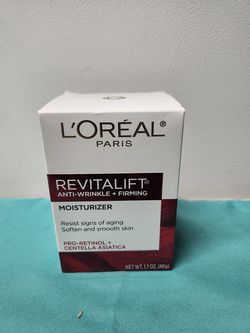 L'ORÉAL
PARIS
REVITALIFT®
ANTI-WRINKLE + FIRMING
MOISTURIZER
Resist signs of aging
Soften and smooth skin
PRO-RETINOL +
CENTELLA ASIATICA
NET WT. 1.7 OZ. (48g)